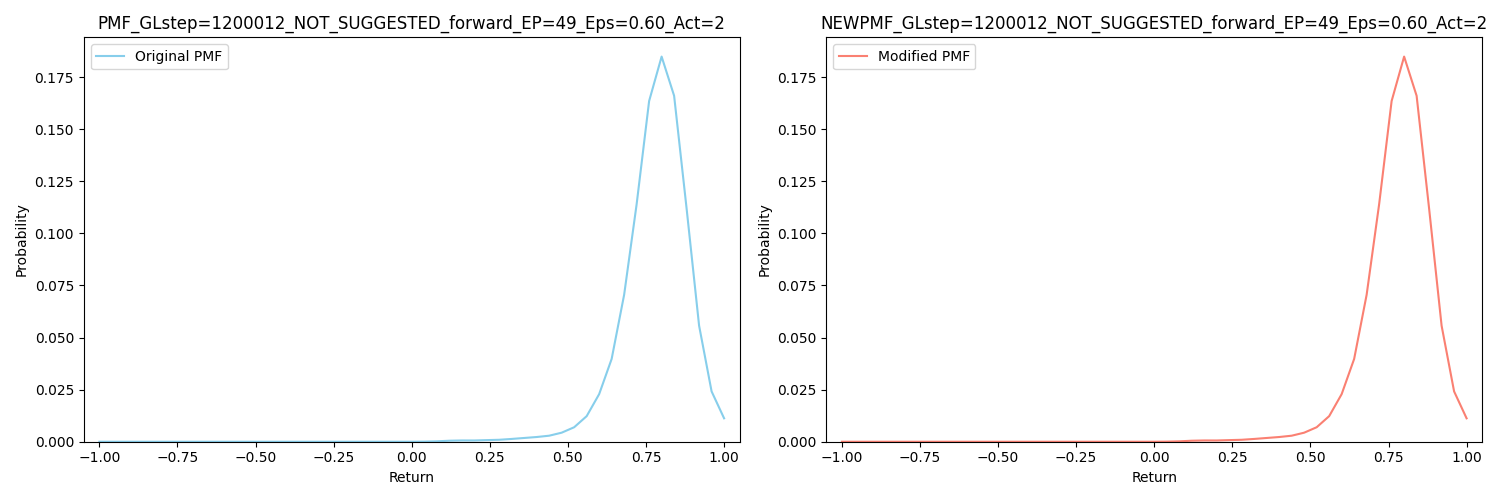 PMF_GLstep=1200012_NOT_SUGGESTED_forward_EP=49_Eps=0.60_Act=2
Original PMF
Probability
0.175
0.150
0.125
0.100
0.075
0.050
0.025
0.000
−1.00 −0.75 −0.50 −0.25 0.00 0.25 0.50 0.75 1.00
Return
NEWPMF_GLstep=1200012_NOT_SUGGESTED_forward_EP=49_Eps=0.60_Act=2
Modified PMF
Probability
0.175
0.150
0.125
0.100
0.075
0.050
0.025
0.000
−1.00 −0.75 −0.50 −0.25 0.00 0.25 0.50 0.75 1.00
Return